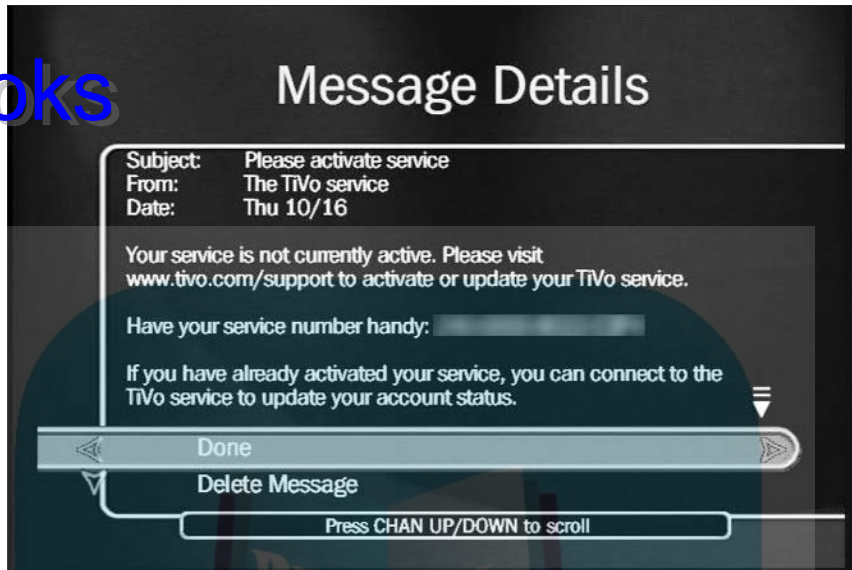 oks
Message Details
Subject: Please activate service
From: The TiVo service
Date: Thu 10/16
Your service is not currently active. Please visit
www.tivo.com/support to activate or update your TiVo service.
Have your service number handy:
If you have already activated your service, you can connect to the
TiVo service to update your account status.
Done
Delete Message
Press CHAN UP/DOWN to scroll